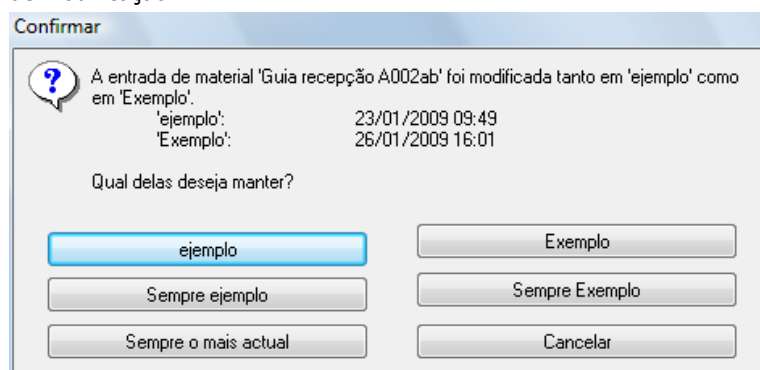 Confirmar
A entrada de material 'Guia recepção A002ab' foi modificada tanto em 'ejemplo' como
em 'Exemplo'.
'ejemplo': 23/01/2009 09:49
'Exemplo': 26/01/2009 16:01
Qual delas deseja manter?
ejemplo Exemplo
Sempre ejemplo Sempre Exemplo
Sempre o mais actual Cancelar